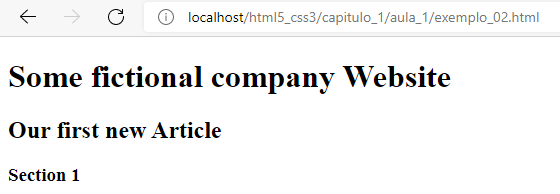 localhost/html5_css3/capitulo_1/aula_1/exemplo_02.html
Some fictional company Website
Our first new Article
Section 1